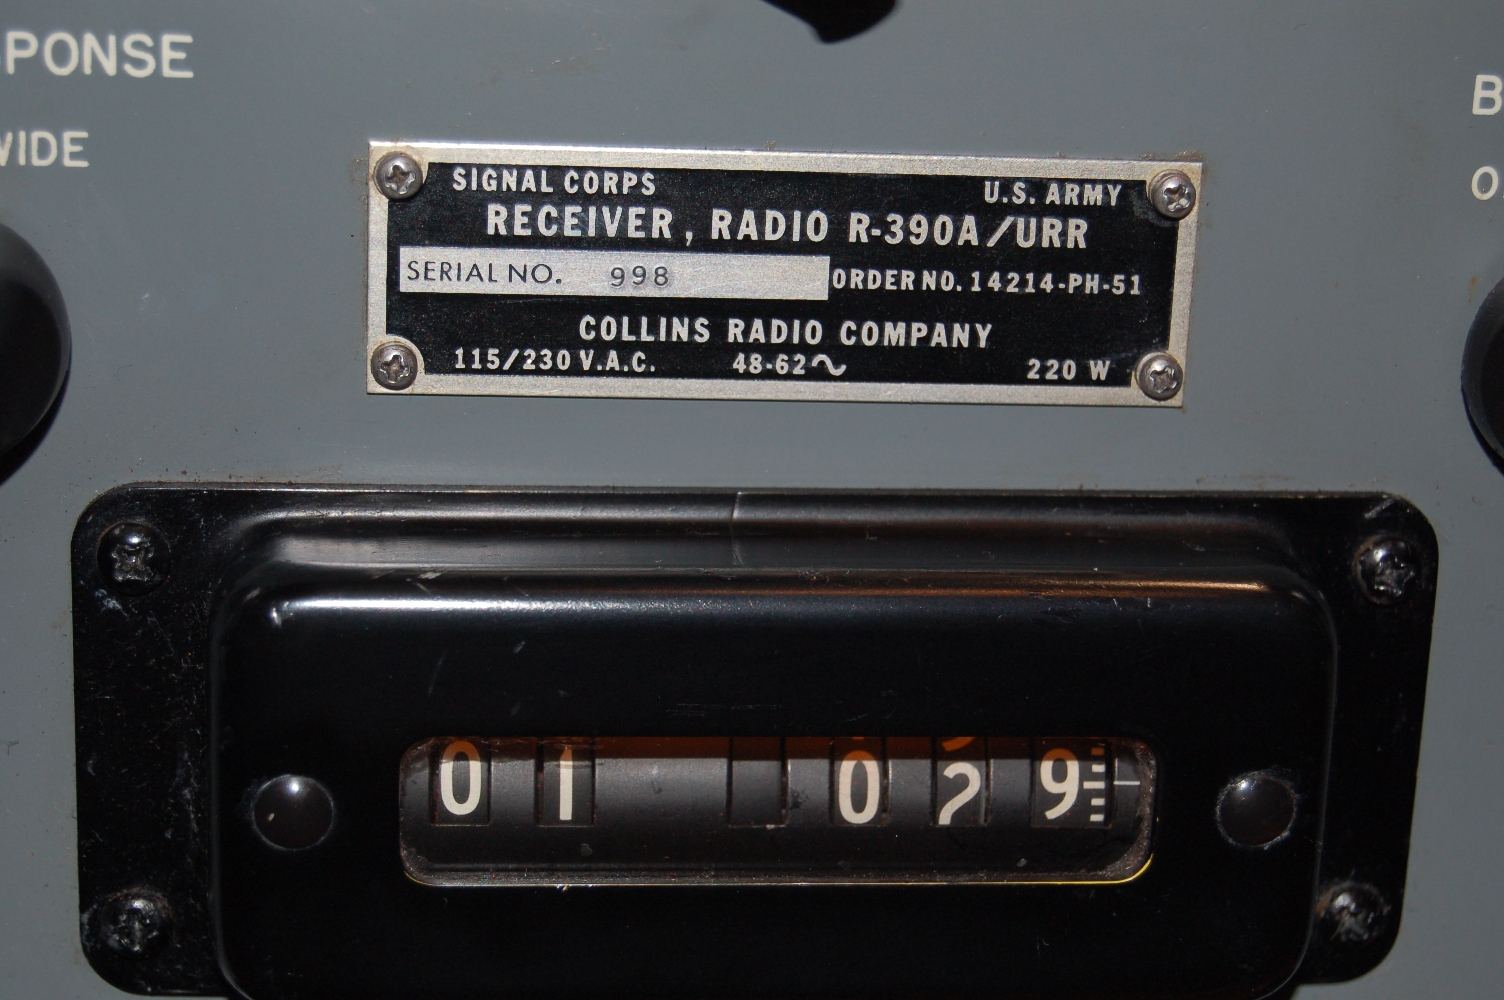 PONSE
WIDE
B
O
SIGNAL CORPS U.S. ARMY
RECEIVER, RADIO R-390A/URR
SERIAL NO. 998 ORDER NO. 14214-PH-51
COLLINS RADIO COMPANY
115/230 V.A.C. 48-62∿ 220 W
01 029